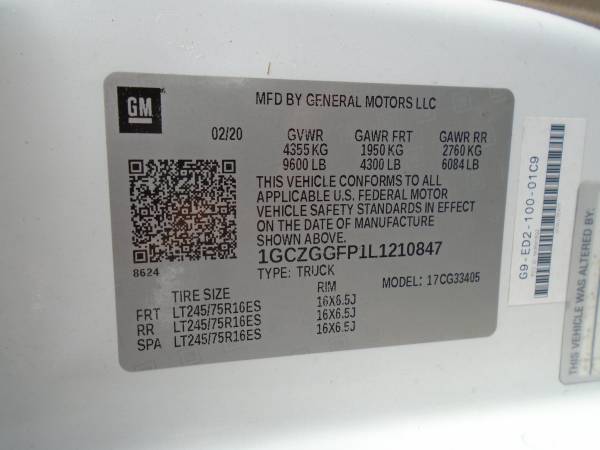 GM
MFD BY GENERAL MOTORS LLC
02/20 GVWR GAWR FRT GAWR RR
4355 KG 1950 KG 2760 KG
9600 LB 4300 LB 6084 LB
THIS VEHICLE CONFORMS TO ALL
APPLICABLE U.S. FEDERAL MOTOR
VEHICLE SAFETY STANDARDS IN EFFECT
ON THE DATE OF MANUFACTURE
SHOWN ABOVE.
8624
1GCZGGFP1L1210847
TYPE: TRUCK MODEL: 17CG33405
TIRE SIZE RIM
FRT LT245/75R16ES 16X6.5J
RR LT245/75R16ES 16X6.5J
SPA LT245/75R16ES 16X6.5J
G9-ED2-100-01C9
THIS VEHICLE WAS ALTERED BY